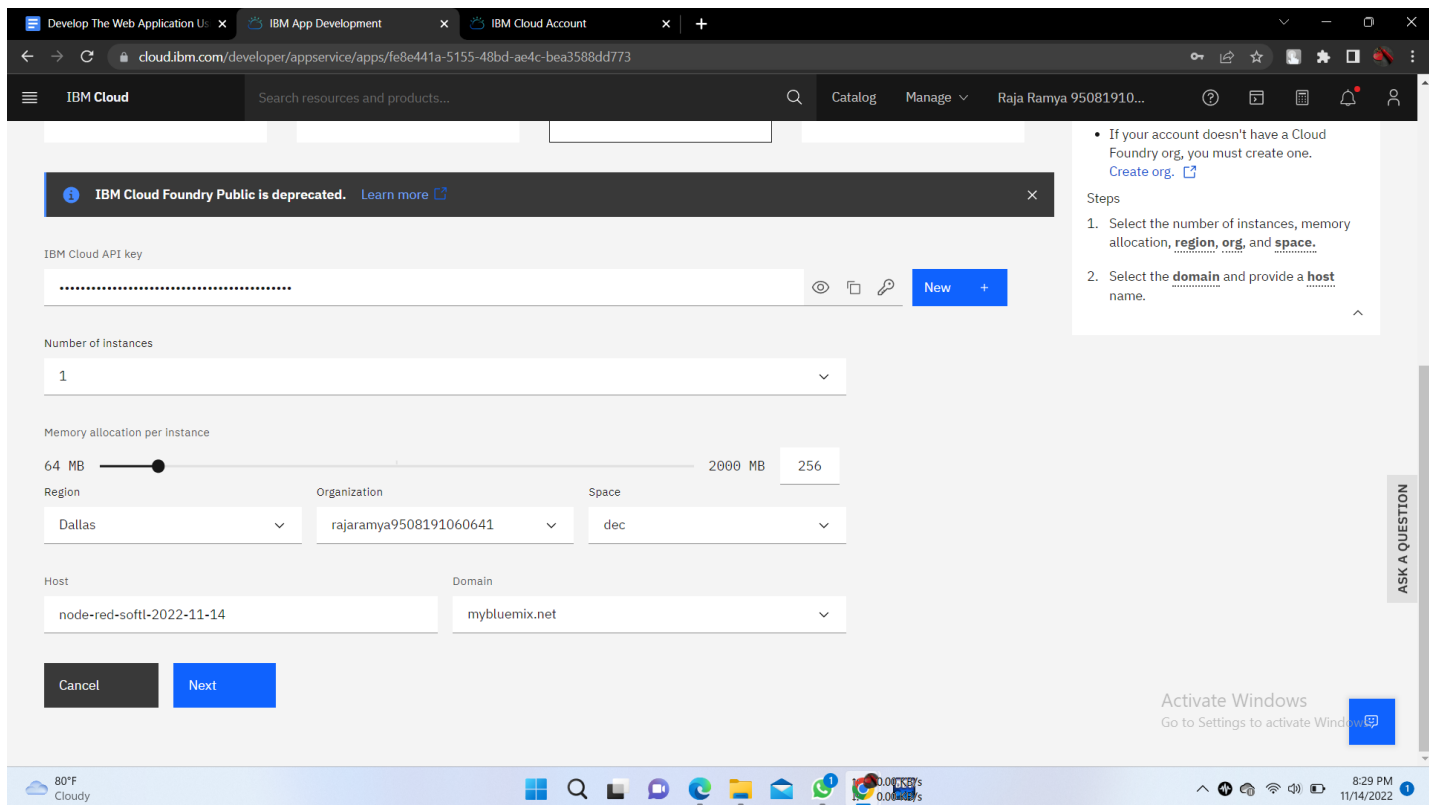 Develop The Web Application Us
IBM App Development
IBM Cloud Account
cloud.ibm.com/developer/appservice/apps/fe8e441a-5155-48bd-ae4c-bea3588dd773
IBM Cloud
Search resources and products...
Catalog
Manage
Raja Ramya 95081910...
If your account doesn't have a Cloud
Foundry org, you must create one.
Create org.
Steps
1. Select the number of instances, memory
allocation, region, org, and space.
2. Select the domain and provide a host
name.
IBM Cloud Foundry Public is deprecated. Learn more
IBM Cloud API key
New +
Number of instances
1
Memory allocation per instance
64 MB
2000 MB
256
Region
Organization
Space
Dallas
rajaramya9508191060641
dec
Host
Domain
node-red-softl-2022-11-14
mybluemix.net
Cancel
Next
ASK A QUESTION
Activate Windows
Go to Settings to activate Windows.
80°F
Cloudy
1
8:29 PM
11/14/2022
1